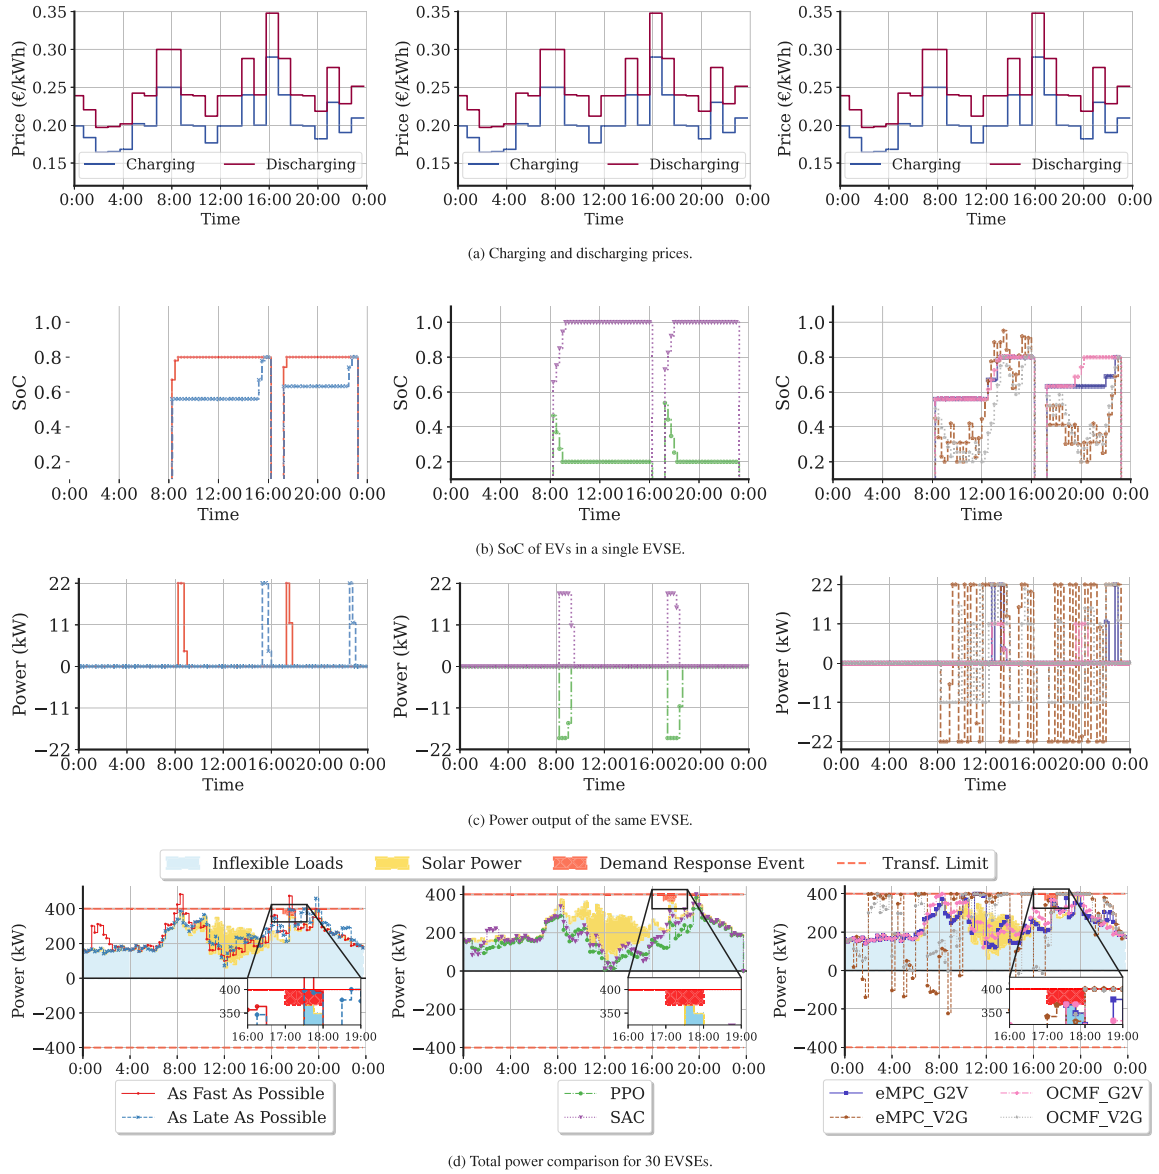 0.35
0.30
0.25
0.20
0.15
Price (€/kWh)
Charging
Discharging
0:00 4:00 8:00 12:00 16:00 20:00 0:00
Time
0.35
0.30
0.25
0.20
0.15
Price (€/kWh)
Charging
Discharging
0:00 4:00 8:00 12:00 16:00 20:00 0:00
Time
0.35
0.30
0.25
0.20
0.15
Price (€/kWh)
Charging
Discharging
0:00 4:00 8:00 12:00 16:00 20:00 0:00
Time
(a) Charging and discharging prices.
1.0
0.8
0.6
0.4
0.2
SoC
0:00 4:00 8:00 12:00 16:00 20:00 0:00
Time
1.0
0.8
0.6
0.4
0.2
SoC
0:00 4:00 8:00 12:00 16:00 20:00 0:00
Time
1.0
0.8
0.6
0.4
0.2
SoC
0:00 4:00 8:00 12:00 16:00 20:00 0:00
Time
(b) SoC of EVs in a single EVSE.
22
11
0
−11
−22
Power (kW)
0:00 4:00 8:00 12:00 16:00 20:00 0:00
Time
22
11
0
−11
−22
Power (kW)
0:00 4:00 8:00 12:00 16:00 20:00 0:00
Time
22
11
0
−11
−22
Power (kW)
0:00 4:00 8:00 12:00 16:00 20:00 0:00
Time
(c) Power output of the same EVSE.
Inflexible Loads Solar Power Demand Response Event Transf. Limit
400
200
0
−200
−400
Power (kW)
400
350
16:00 17:00 18:00 19:00
0:00 4:00 8:00 12:00 16:00 20:00 0:00
As Fast As Possible
As Late As Possible
400
200
0
−200
−400
Power (kW)
400
350
16:00 17:00 18:00 19:00
0:00 4:00 8:00 12:00 16:00 20:00 0:00
PPO
SAC
400
200
0
−200
−400
Power (kW)
400
350
16:00 17:00 18:00 19:00
0:00 4:00 8:00 12:00 16:00 20:00 0:00
eMPC_G2V OCMF_G2V
eMPC_V2G OCMF_V2G
(d) Total power comparison for 30 EVSEs.